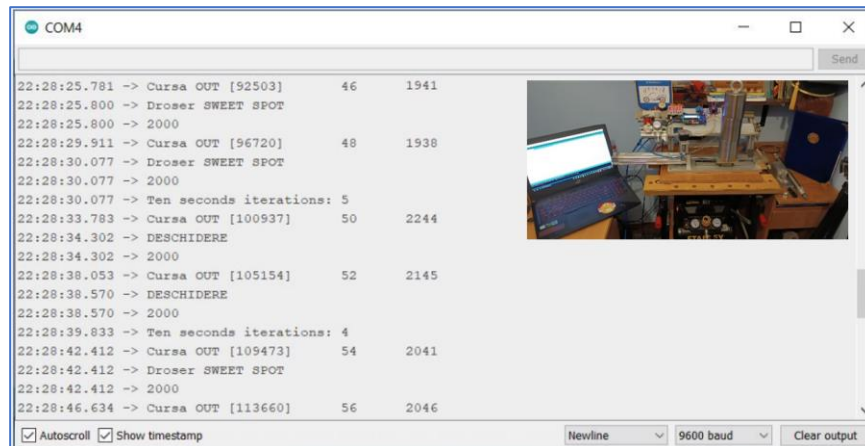 COM4
Send
22:28:25.781 -> Cursa OUT [92503] 46 1941
22:28:25.800 -> Droser SWEET SPOT
22:28:25.800 -> 2000
22:28:29.911 -> Cursa OUT [96720] 48 1938
22:28:30.077 -> Droser SWEET SPOT
22:28:30.077 -> 2000
22:28:30.077 -> Ten seconds iterations: 5
22:28:33.783 -> Cursa OUT [100937] 50 2244
22:28:34.302 -> DESCHIDERE
22:28:34.302 -> 2000
22:28:38.053 -> Cursa OUT [105154] 52 2145
22:28:38.570 -> DESCHIDERE
22:28:38.570 -> 2000
22:28:39.833 -> Ten seconds iterations: 4
22:28:42.412 -> Cursa OUT [109473] 54 2041
22:28:42.412 -> Droser SWEET SPOT
22:28:42.412 -> 2000
22:28:46.634 -> Cursa OUT [113660] 56 2046
Autoscroll Show timestamp Newline 9600 baud Clear output